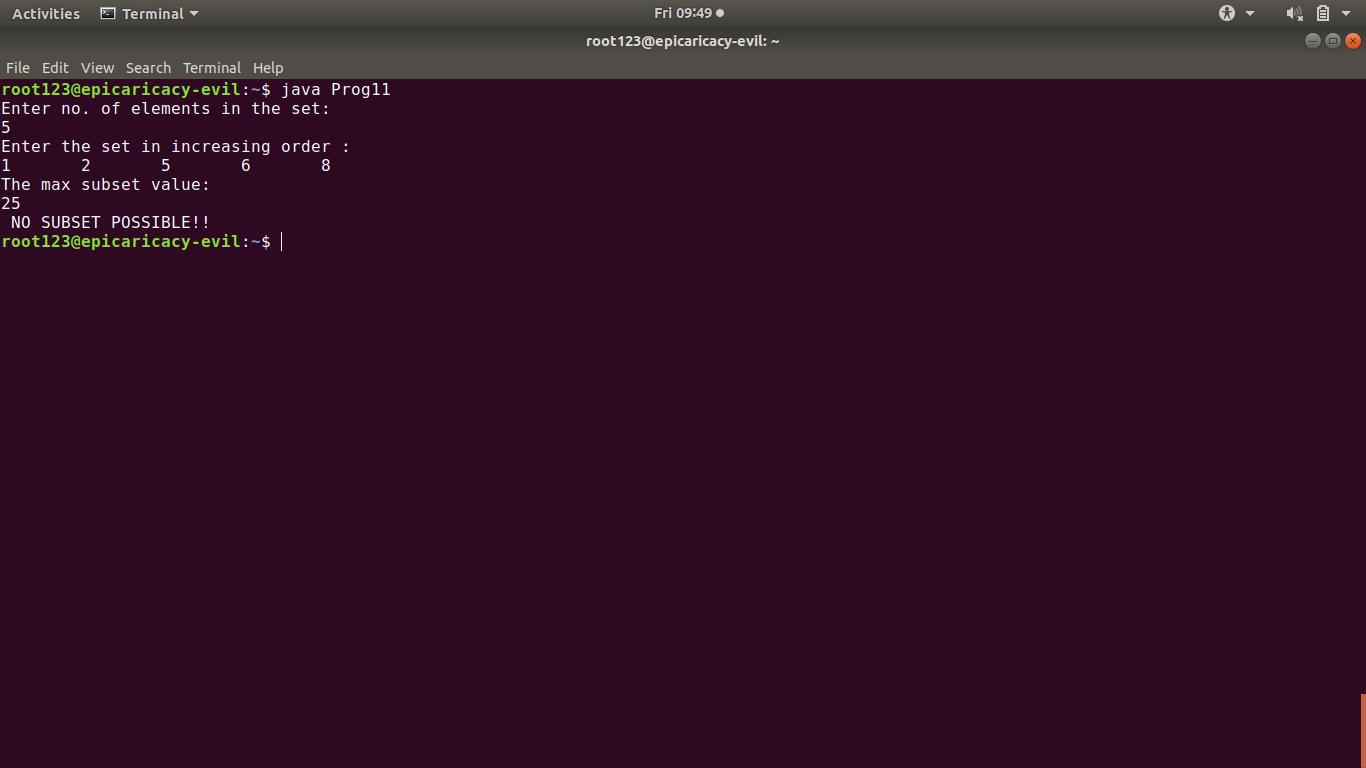 Activities Terminal Fri 09:49
root123@epicaricacy-evil: ~
File Edit View Search Terminal Help
root123@epicaricacy-evil:~$ java Prog11
Enter no. of elements in the set:
5
Enter the set in increasing order :
1 2 5 6 8
The max subset value:
25
NO SUBSET POSSIBLE!!
root123@epicaricacy-evil:~$